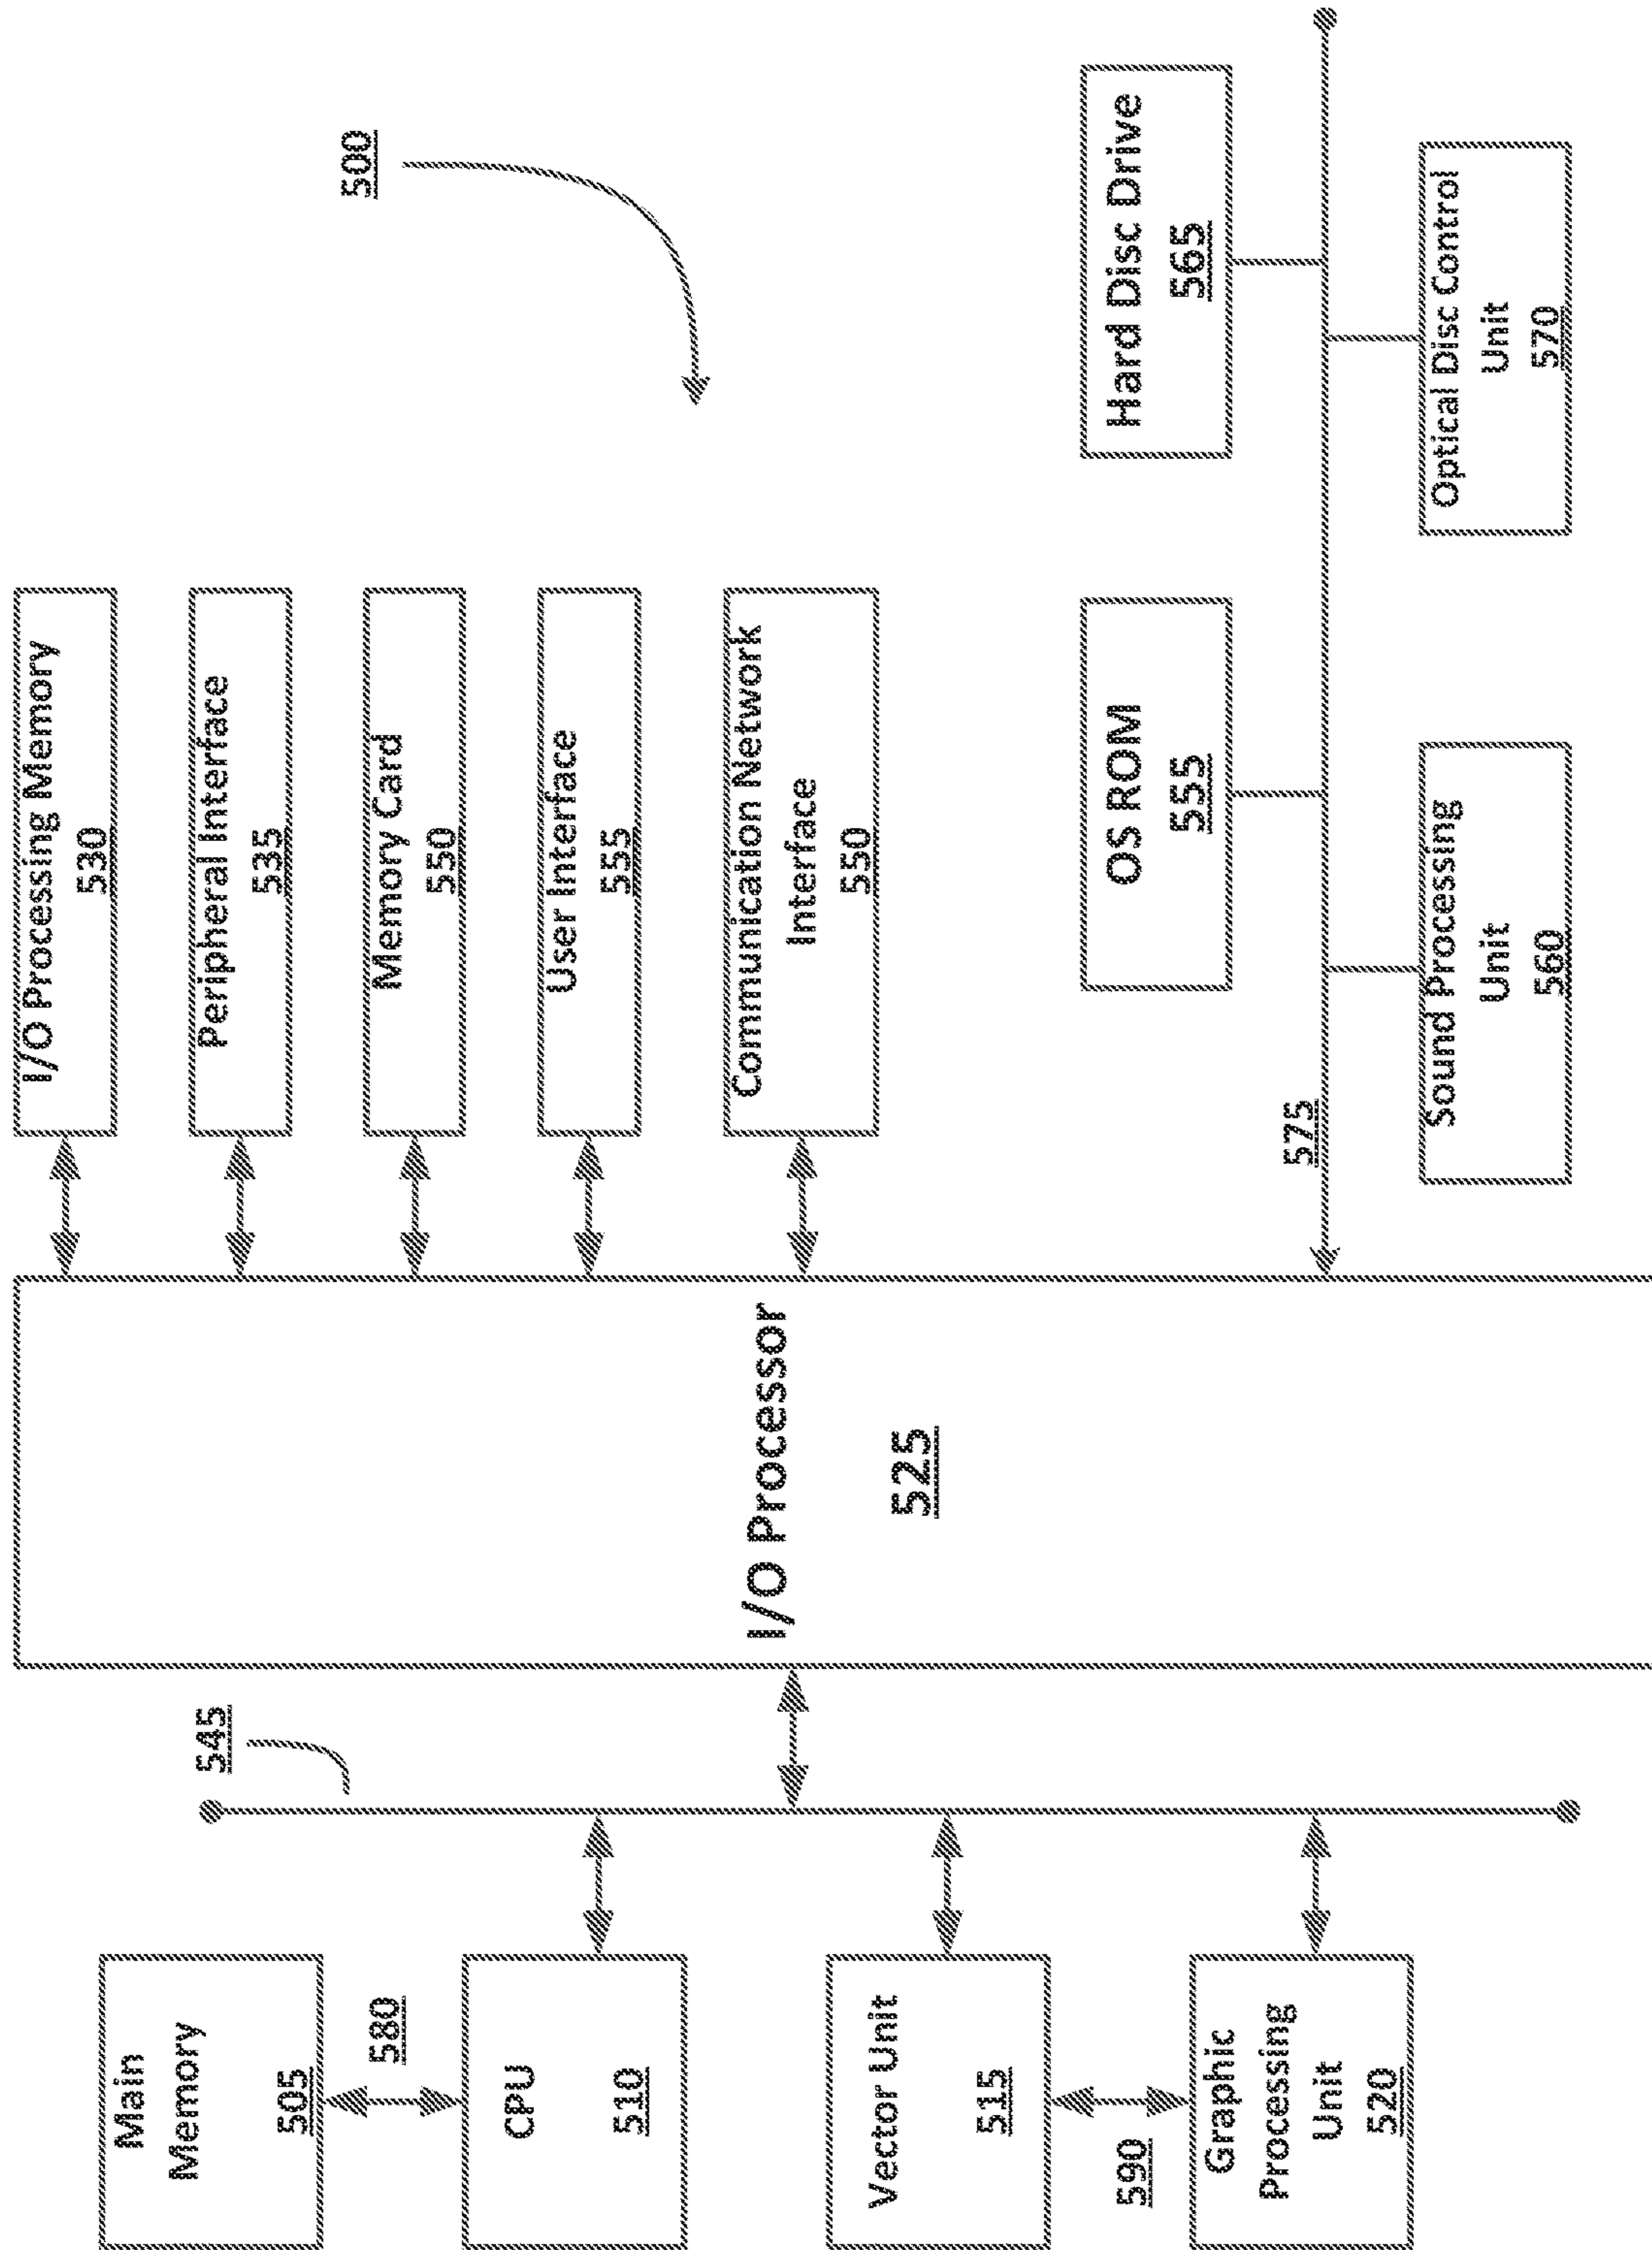 500
Main
Memory
505
580
CPU
510
Vector Unit
515
590
Graphic
Processing
Unit
520
545
I/O Processor
525
I/O Processing Memory
530
Peripheral Interface
535
Memory Card
550
User Interface
555
Communication Network
Interface
550
575
OS ROM
555
Hard Disc Drive
565
Sound Processing
Unit
560
Optical Disc Control
Unit
570